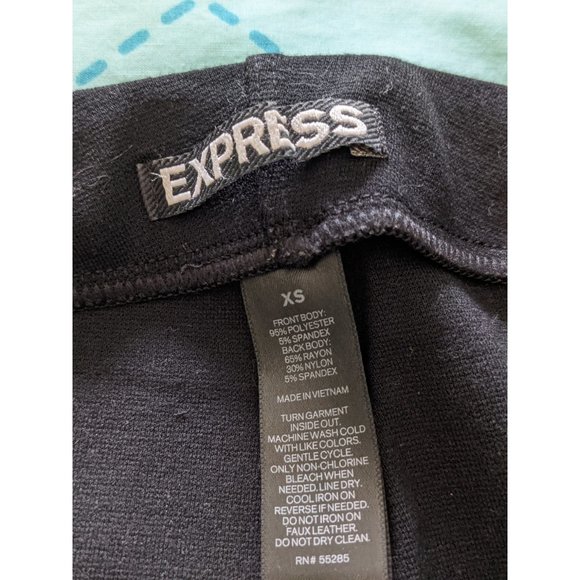 EXPRESS
XS
FRONT BODY:
95% POLYESTER
5% SPANDEX
BACK BODY:
65% RAYON
30% NYLON
5% SPANDEX
MADE IN VIETNAM
TURN GARMENT
INSIDE OUT.
MACHINE WASH COLD
WITH LIKE COLORS.
GENTLE CYCLE.
ONLY NON-CHLORINE
BLEACH WHEN
NEEDED. LINE DRY.
COOL IRON ON
REVERSE IF NEEDED.
DO NOT IRON ON
FAUX LEATHER.
DO NOT DRY CLEAN.
RN# 55285